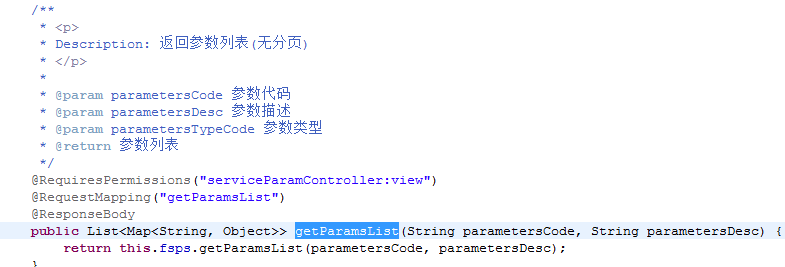 /**
 * <p>
 * Description: 返回参数列表(无分页)
 * </p>
 *
 * @param parametersCode 参数代码
 * @param parametersDesc 参数描述
 * @param parametersTypeCode 参数类型
 * @return 参数列表
 */
@RequiresPermissions("serviceParamController:view")
@RequestMapping("getParamsList")
@ResponseBody
public List<Map<String, Object>> getParamsList(String parametersCode, String parametersDesc) {
    return this.fsps.getParamsList(parametersCode, parametersDesc);
}